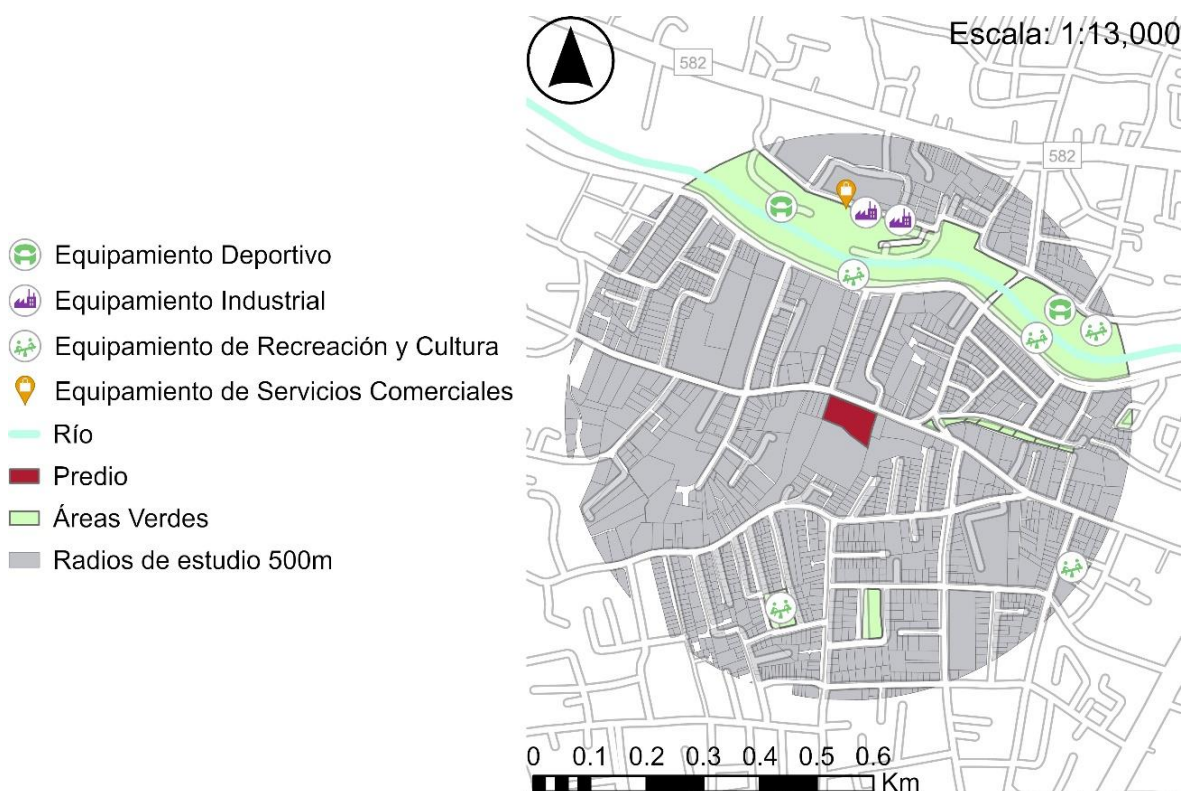 Escala: 1:13,000
582
582
Equipamiento Deportivo
Equipamiento Industrial
Equipamiento de Recreación y Cultura
Equipamiento de Servicios Comerciales
Río
Predio
Áreas Verdes
Radios de estudio 500m
0 0.1 0.2 0.3 0.4 0.5 0.6
Km